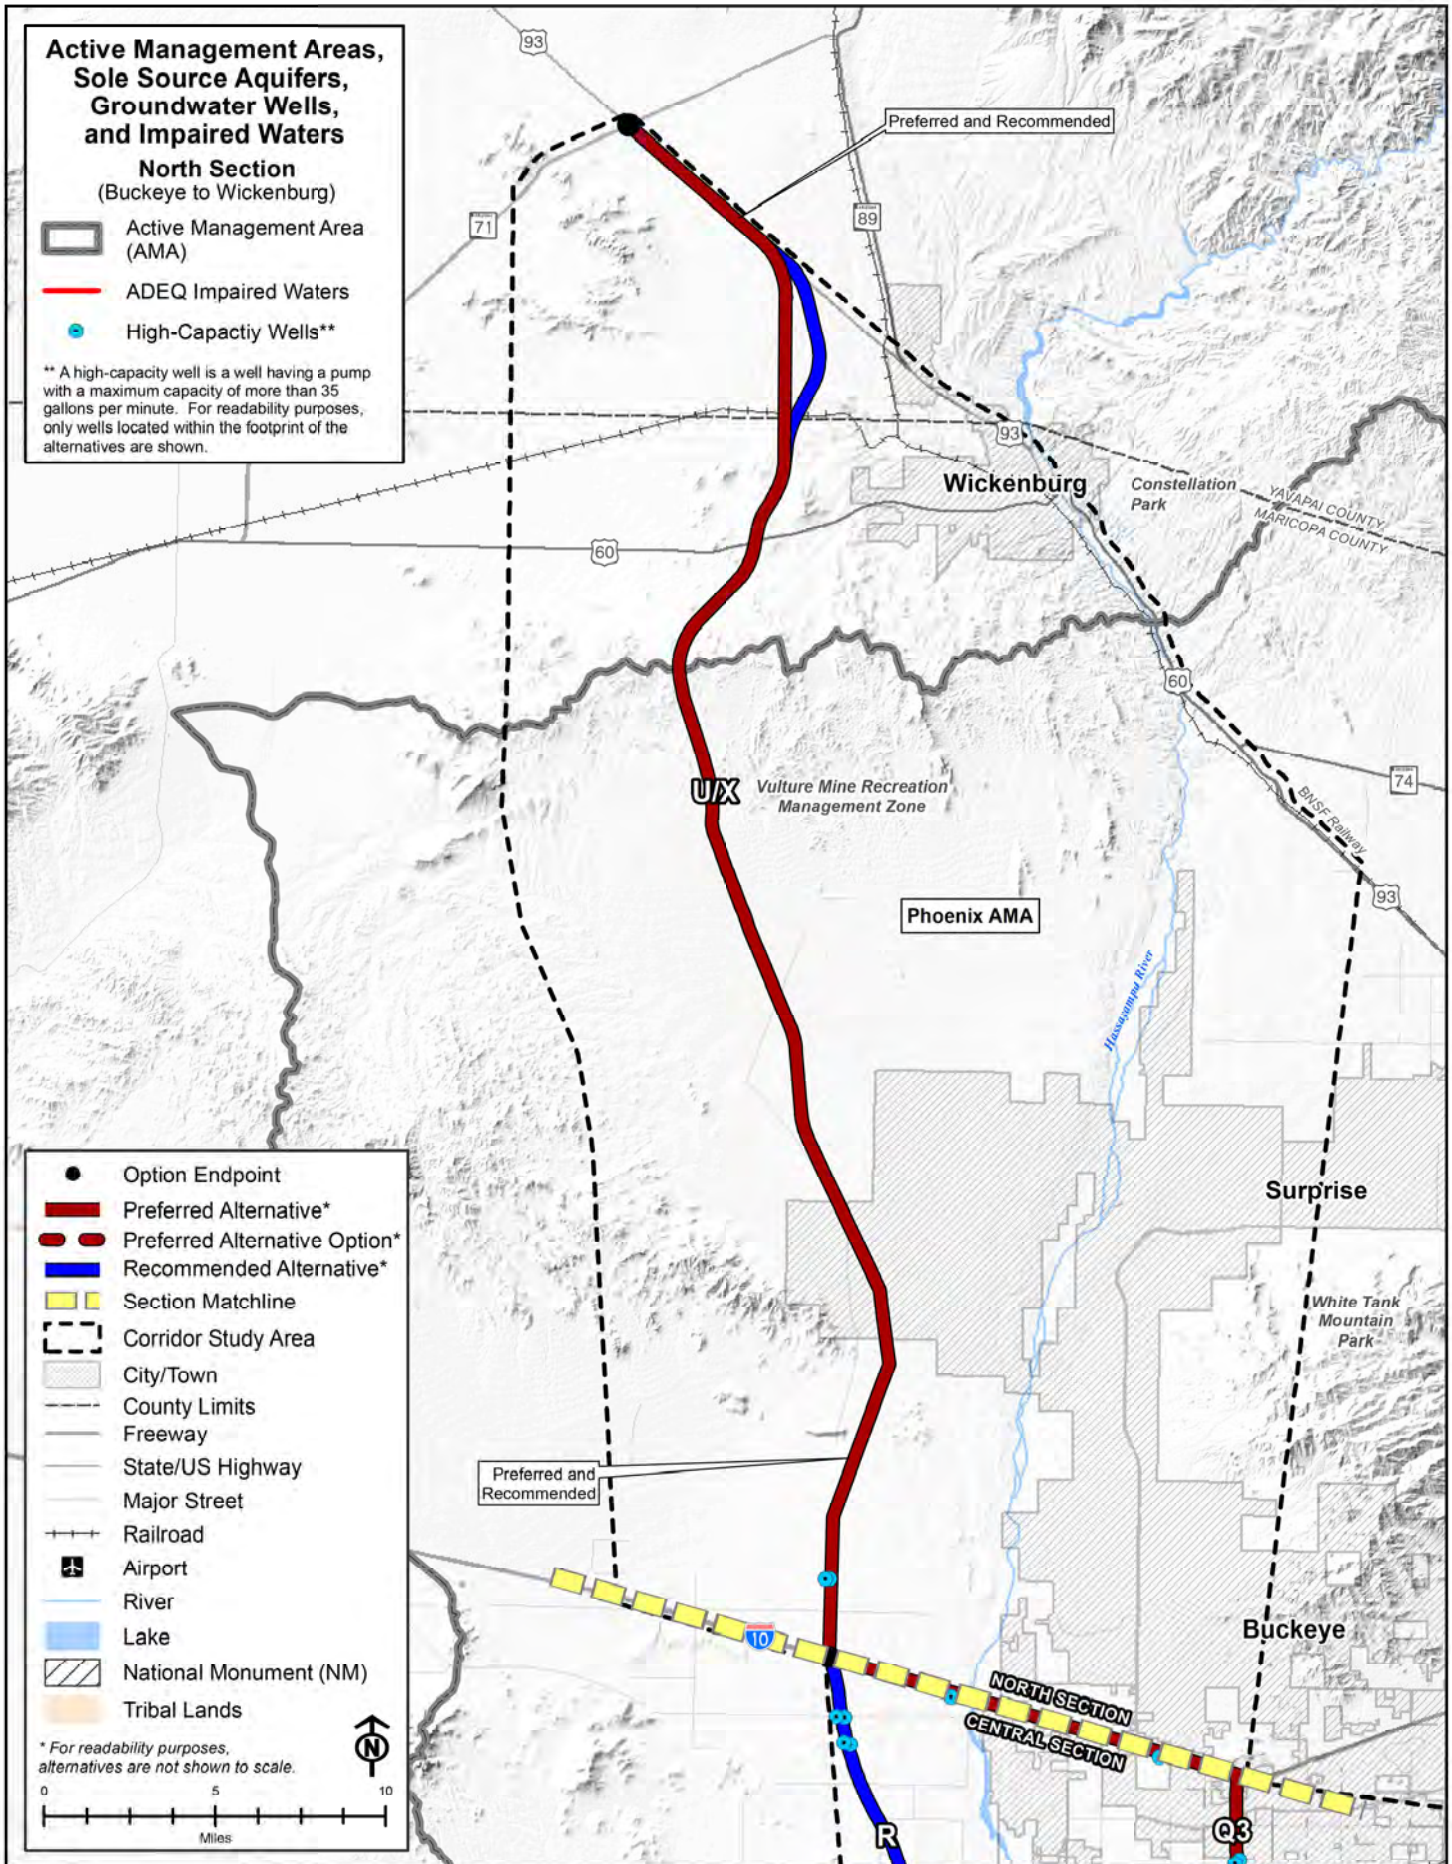 Active Management Areas,
Sole Source Aquifers,
Groundwater Wells,
and Impaired Waters
North Section
(Buckeye to Wickenburg)
Active Management Area
(AMA)
ADEQ Impaired Waters
High-Capactiy Wells**
** A high-capacity well is a well having a pump
with a maximum capacity of more than 35
gallons per minute. For readability purposes,
only wells located within the footprint of the
alternatives are shown.
93
Preferred and Recommended
71
89
93
Wickenburg
Constellation
Park
YAVAPAI COUNTY
MARICOPA COUNTY
60
60
U/X
Vulture Mine Recreation
Management Zone
74
BNSF Railway
93
Phoenix AMA
Hassayampa River
Surprise
White Tank
Mountain
Park
Preferred and
Recommended
10
Buckeye
NORTH SECTION
CENTRAL SECTION
R
Q3
Option Endpoint
Preferred Alternative*
Preferred Alternative Option*
Recommended Alternative*
Section Matchline
Corridor Study Area
City/Town
County Limits
Freeway
State/US Highway
Major Street
Railroad
Airport
River
Lake
National Monument (NM)
Tribal Lands
* For readability purposes,
alternatives are not shown to scale.
N
0 5 10
Miles